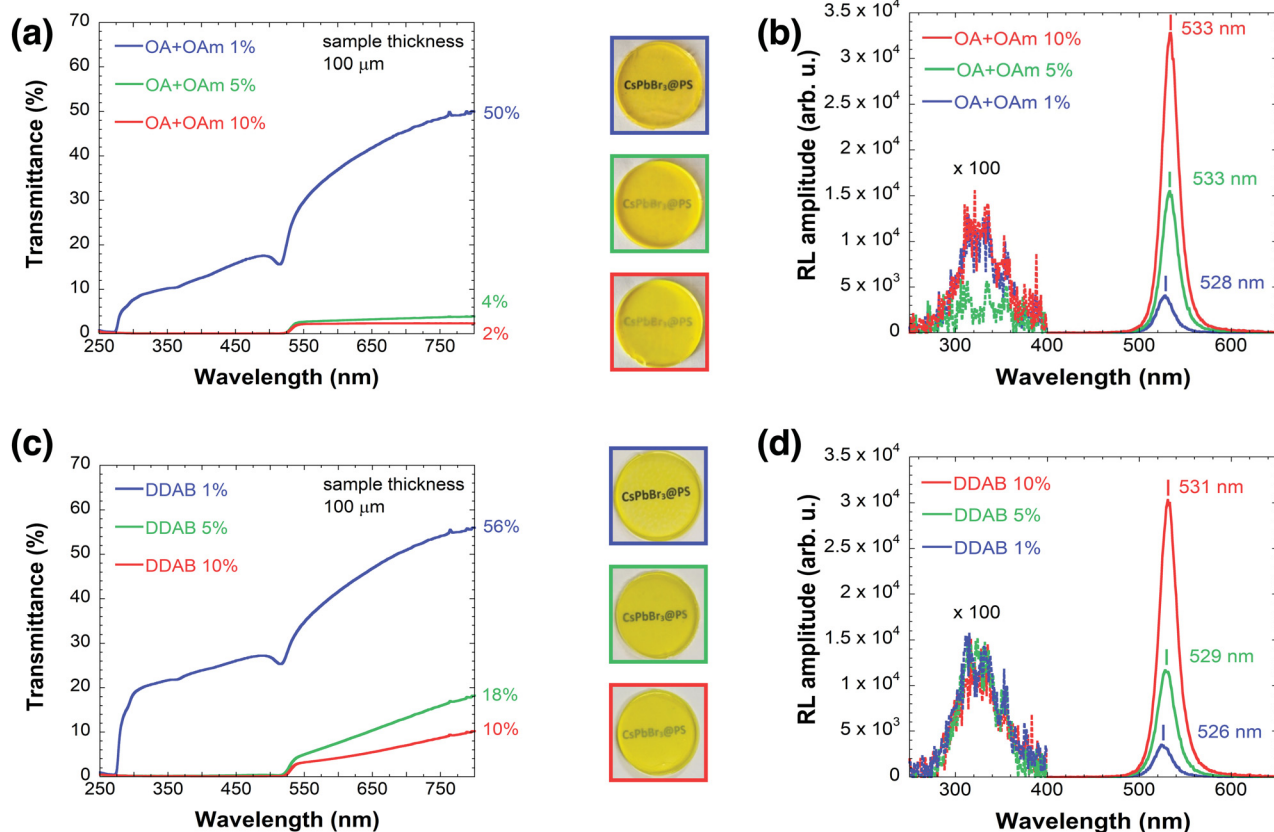 (a)
70
60
50
40
30
20
10
0
Transmittance (%)
OA+OAm 1%
OA+OAm 5%
OA+OAm 10%
sample thickness
100 μm
50%
4%
2%
250 350 450 550 650 750
Wavelength (nm)
CsPbBr₃@PS
CsPbBr₃@PS
CsPbBr₃@PS
(b)
3.5 x 10⁴
3 x 10⁴
2.5 x 10⁴
2 x 10⁴
1.5 x 10⁴
1 x 10⁴
5 x 10³
0
RL amplitude (arb. u.)
OA+OAm 10%
OA+OAm 5%
OA+OAm 1%
x 100
533 nm
533 nm
528 nm
300 400 500 600
Wavelength (nm)
(c)
70
60
50
40
30
20
10
0
Transmittance (%)
DDAB 1%
DDAB 5%
DDAB 10%
sample thickness
100 μm
56%
18%
10%
250 350 450 550 650 750
Wavelength (nm)
CsPbBr₃@PS
CsPbBr₃@PS
CsPbBr₃@PS
(d)
3.5 x 10⁴
3 x 10⁴
2.5 x 10⁴
2 x 10⁴
1.5 x 10⁴
1 x 10⁴
5 x 10³
0
RL amplitude (arb. u.)
DDAB 10%
DDAB 5%
DDAB 1%
x 100
531 nm
529 nm
526 nm
300 400 500 600
Wavelength (nm)